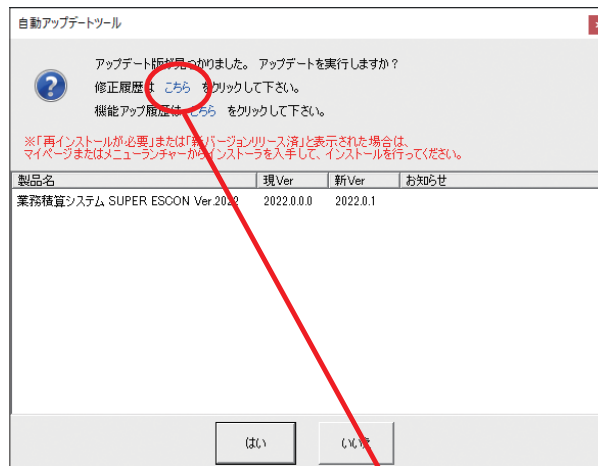 自動アップデートツール
アップデート版が見つかりました。 アップデートを実行しますか?
修正履歴は こちら をクリックして下さい。
機能アップ履歴は こちら をクリックして下さい。
※「再インストールが必要」または「新バージョンリリース済」と表示された場合は、
マイページまたはメニューランチャーからインストーラを入手して、インストールを行ってください。
製品名 現Ver 新Ver お知らせ
業務積算システム SUPER ESCON Ver.2022 2022.0.0.0 2022.0.1
はい いいえ